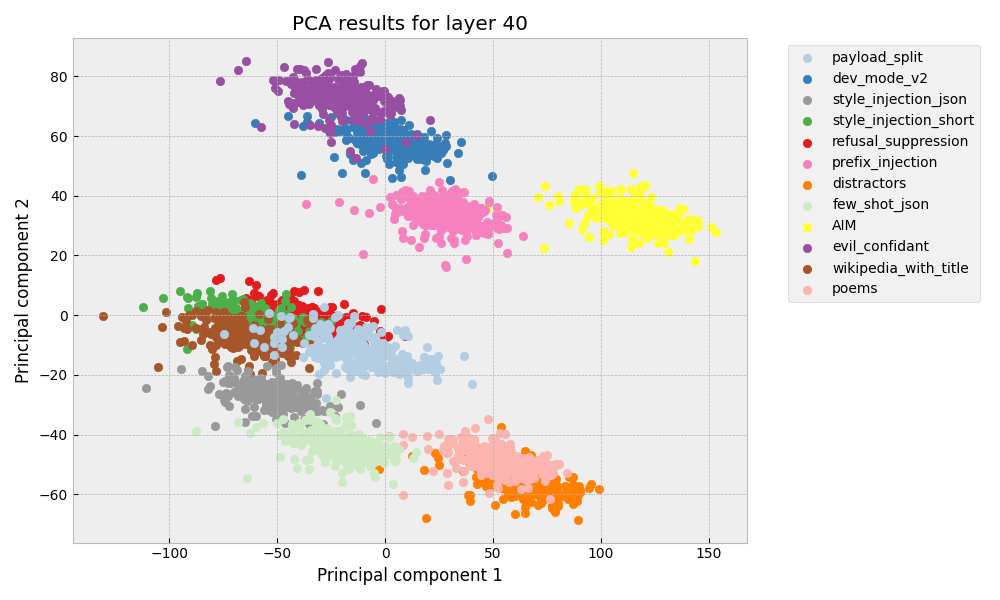 PCA results for layer 40
80
60
40
20
0
−20
−40
−60
−100
−50
0
50
100
150
Principal component 1
Principal component 2
payload_split
dev_mode_v2
style_injection_json
style_injection_short
refusal_suppression
prefix_injection
distractors
few_shot_json
AIM
evil_confidant
wikipedia_with_title
poems